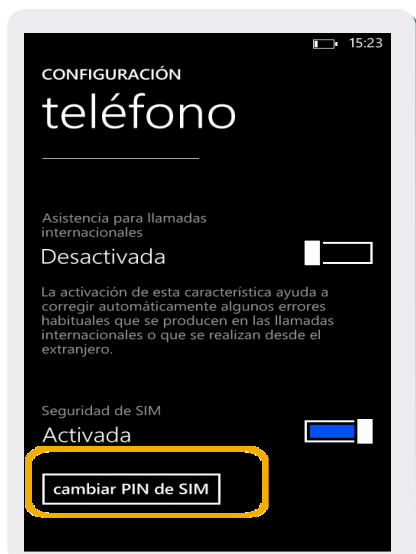 15:23
CONFIGURACIÓN
teléfono
Asistencia para llamadas
internacionales
Desactivada
La activación de esta característica ayuda a
corregir automáticamente algunos errores
habituales que se producen en las llamadas
internacionales o que se realizan desde el
extranjero.
Seguridad de SIM
Activada
cambiar PIN de SIM